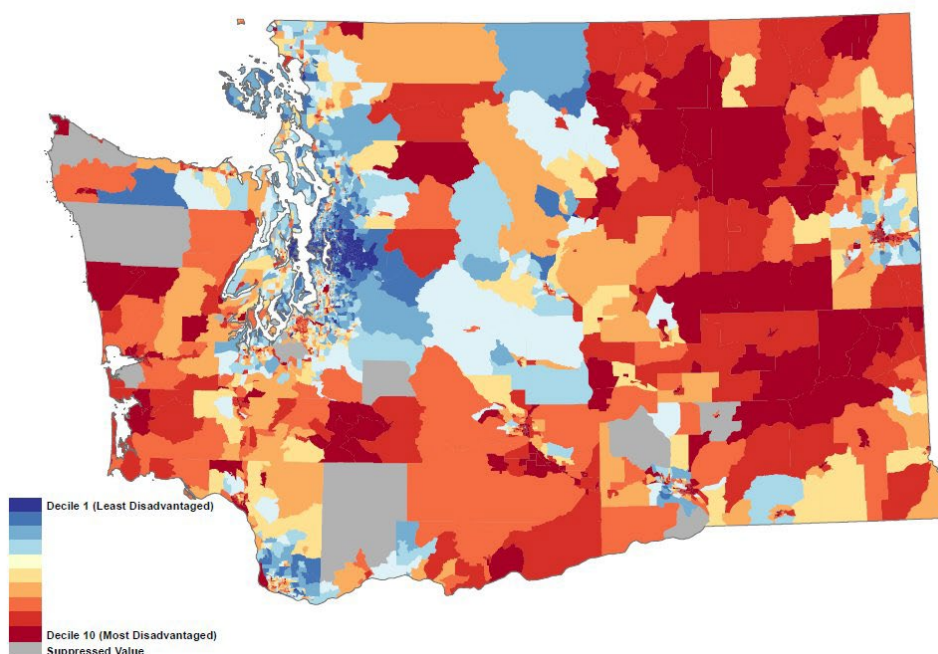 Decile 1 (Least Disadvantaged)
Decile 10 (Most Disadvantaged)
Suppressed Value